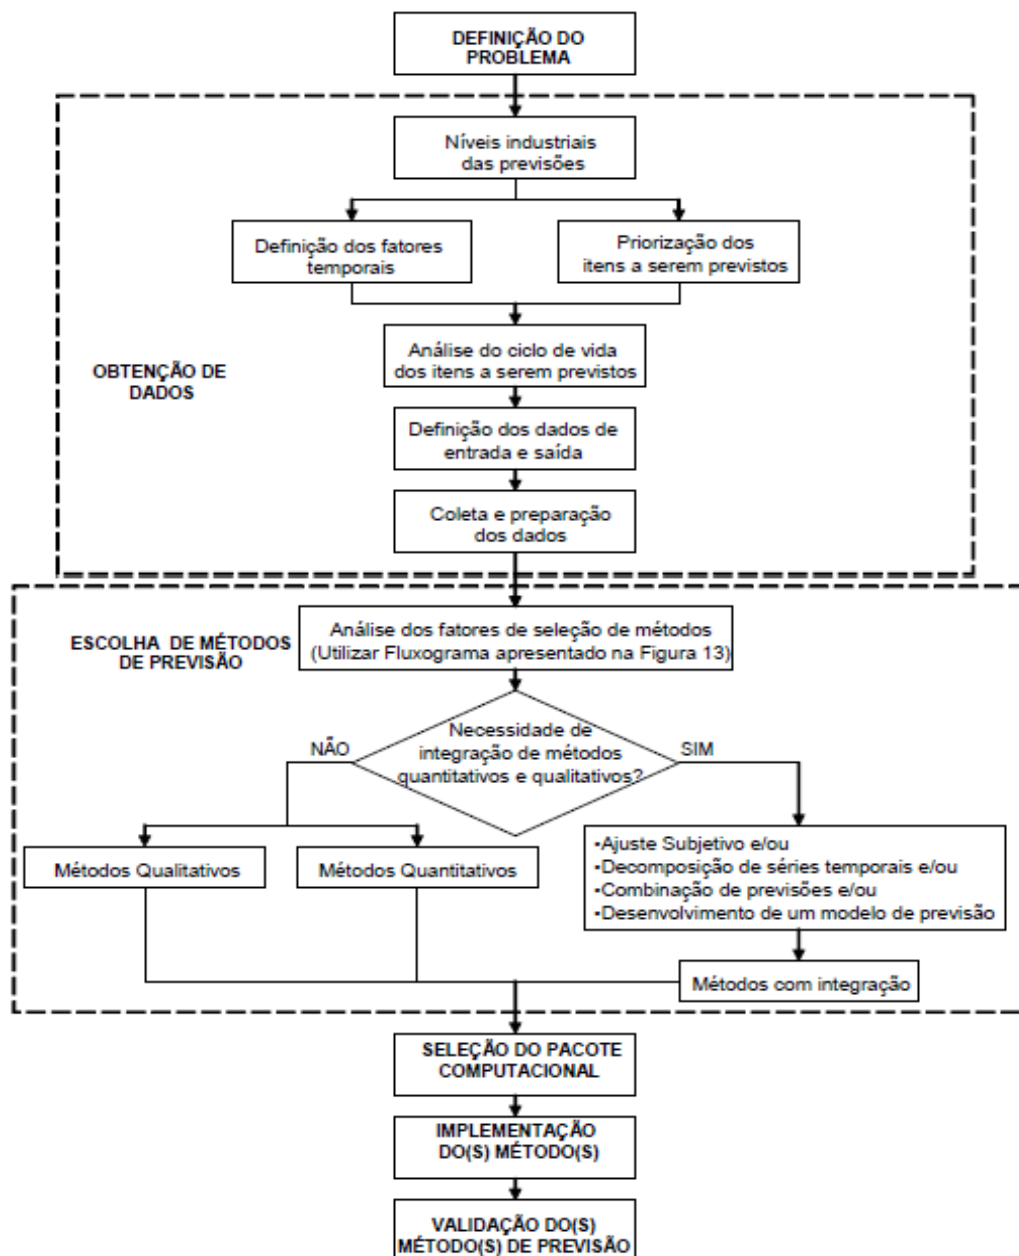 DEFINIÇÃO DO
PROBLEMA
Níveis industriais
das previsões
Definição dos fatores
temporais
Priorização dos
itens a serem previstos
OBTENÇÃO DE
DADOS
Análise do ciclo de vida
dos itens a serem previstos
Definição dos dados de
entrada e saída
Coleta e preparação
dos dados
ESCOLHA DE MÉTODOS
DE PREVISÃO
Análise dos fatores de seleção de métodos
(Utilizar Fluxograma apresentado na Figura 13)
NÃO
Necessidade de
integração de métodos
quantitativos e qualitativos?
SIM
Métodos Qualitativos
Métodos Quantitativos
•Ajuste Subjetivo e/ou
•Decomposição de séries temporais e/ou
•Combinação de previsões e/ou
•Desenvolvimento de um modelo de previsão
Métodos com integração
SELEÇÃO DO PACOTE
COMPUTACIONAL
IMPLEMENTAÇÃO
DO(S) MÉTODO(S)
VALIDAÇÃO DO(S)
MÉTODO(S) DE PREVISÃO